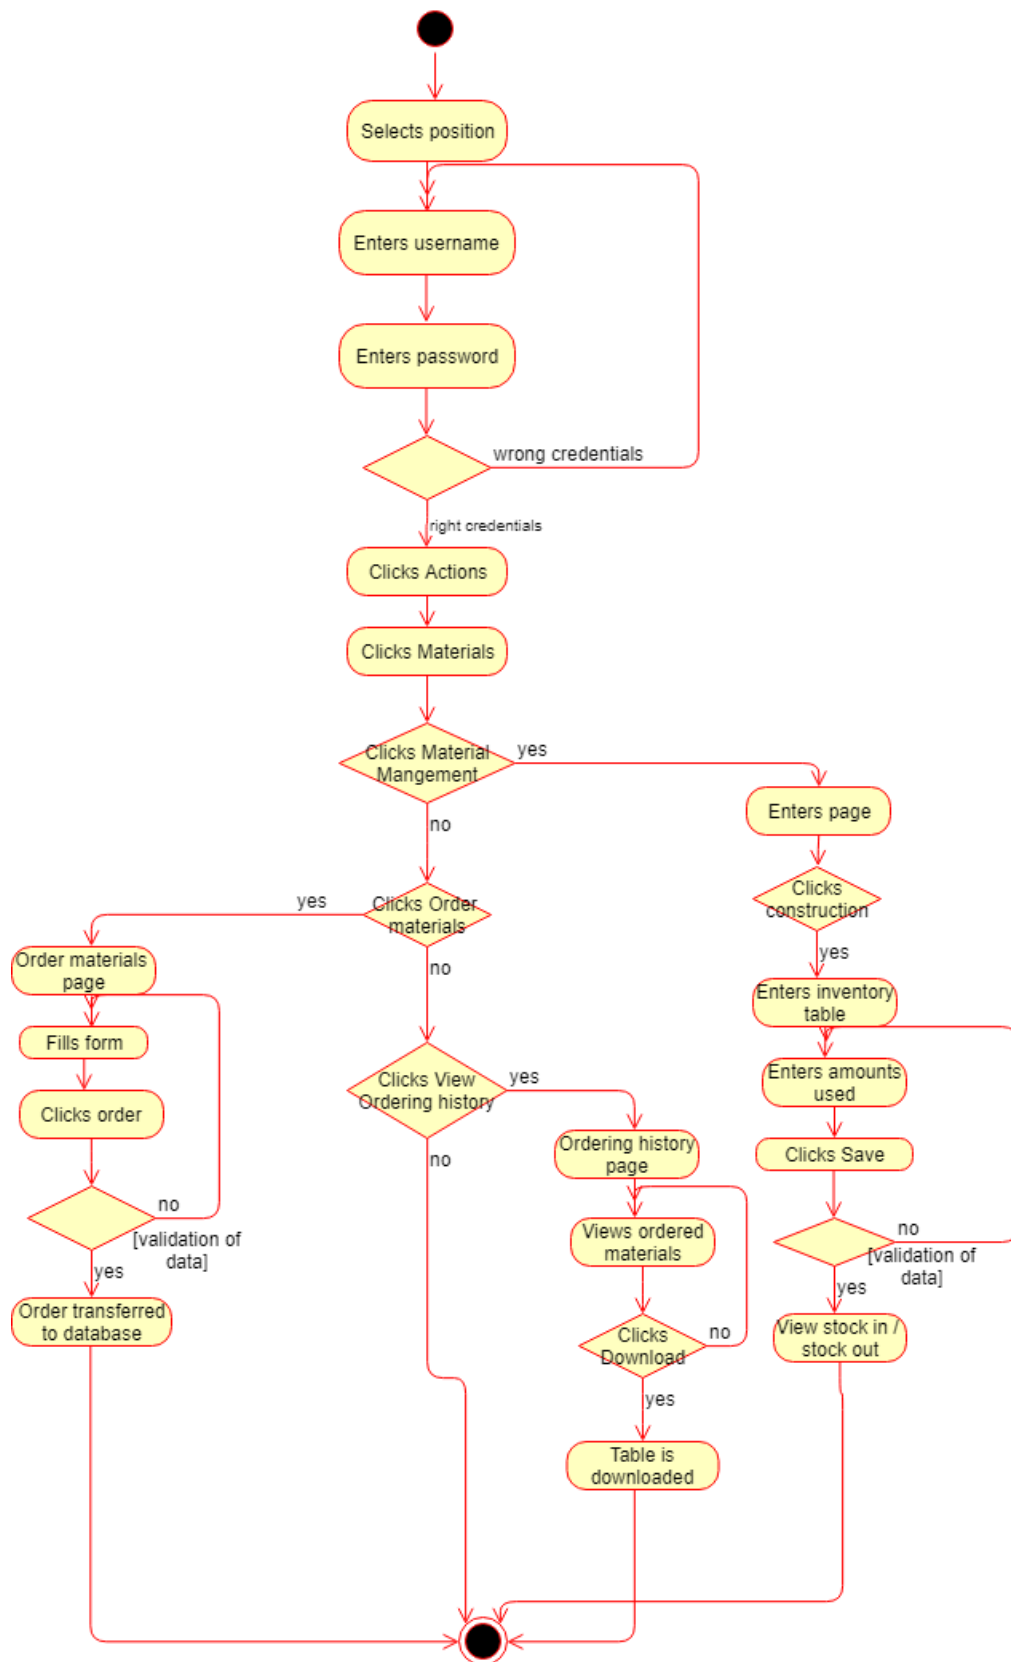 Selects position
Enters username
Enters password
wrong credentials
right credentials
Clicks Actions
Clicks Materials
Clicks Material
Mangement
yes
no
Enters page
Clicks
construction
yes
Enters inventory
table
Enters amounts
used
Clicks Save
no
[validation of
data]
yes
View stock in /
stock out
Clicks Order
materials
yes
no
Order materials
page
Fills form
Clicks order
no
[validation of
data]
yes
Order transferred
to database
Clicks View
Ordering history
yes
no
Ordering history
page
Views ordered
materials
Clicks
Download
no
yes
Table is
downloaded